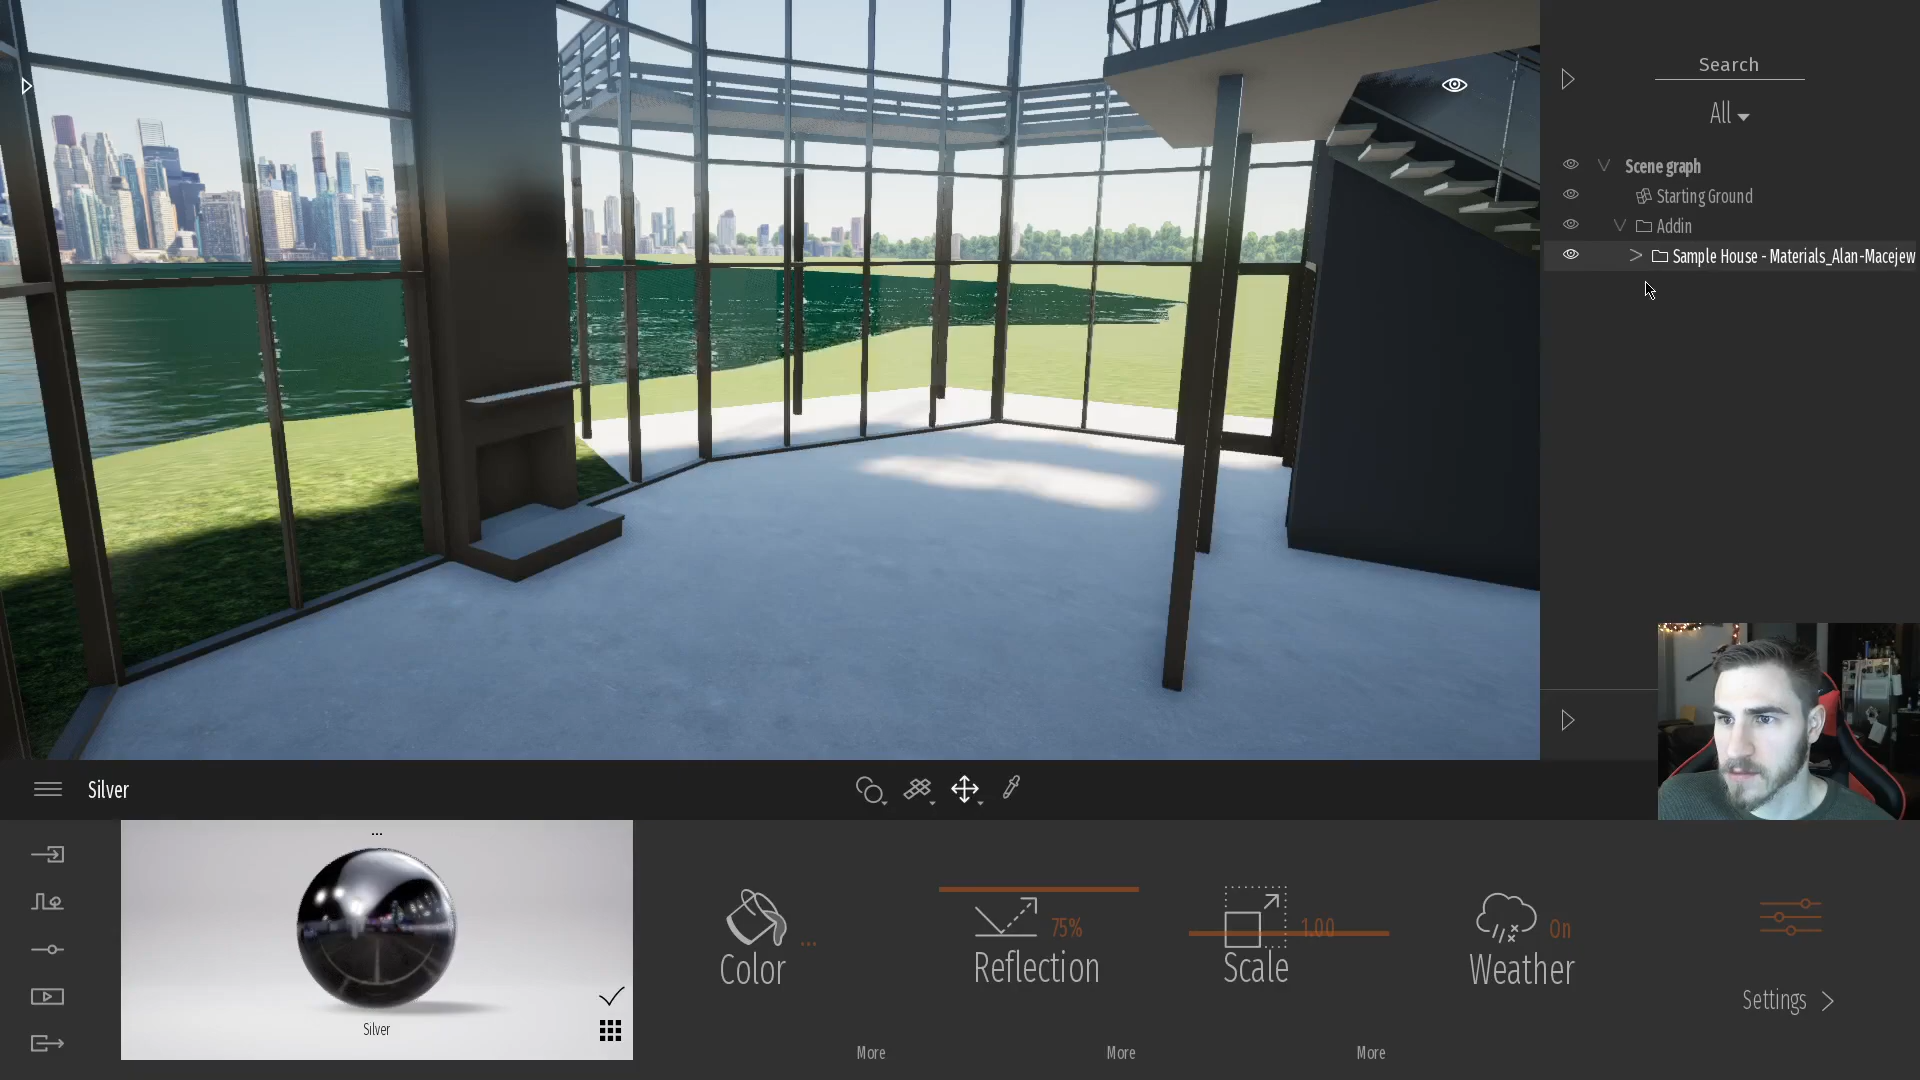 Search
All
Scene graph
Starting Ground
Addin
Sample House - Materials_Alan-Macejew
Silver
...
Silver
...
Color
75%
Reflection
1.00
Scale
On
Weather
Settings
More
More
More